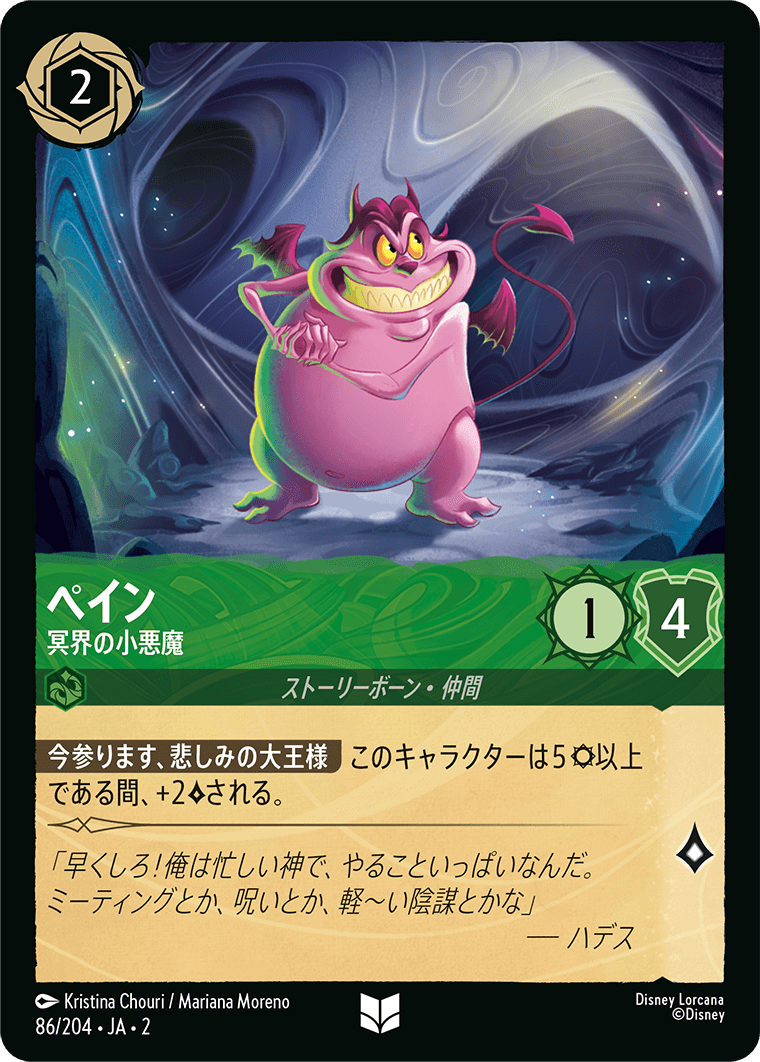 2
ペイン
冥界の小悪魔
1
4
ストーリーボーン・仲間
今参ります、悲しみの大王様 このキャラクターは5以上
である間、+2される。
「早くしろ!俺は忙しい神で、やることいっぱいなんだ。
ミーティングとか、呪いとか、軽〜い陰謀とかな」
— ハデス
Kristina Chouri / Mariana Moreno
86/204・JA・2
Disney Lorcana
©Disney